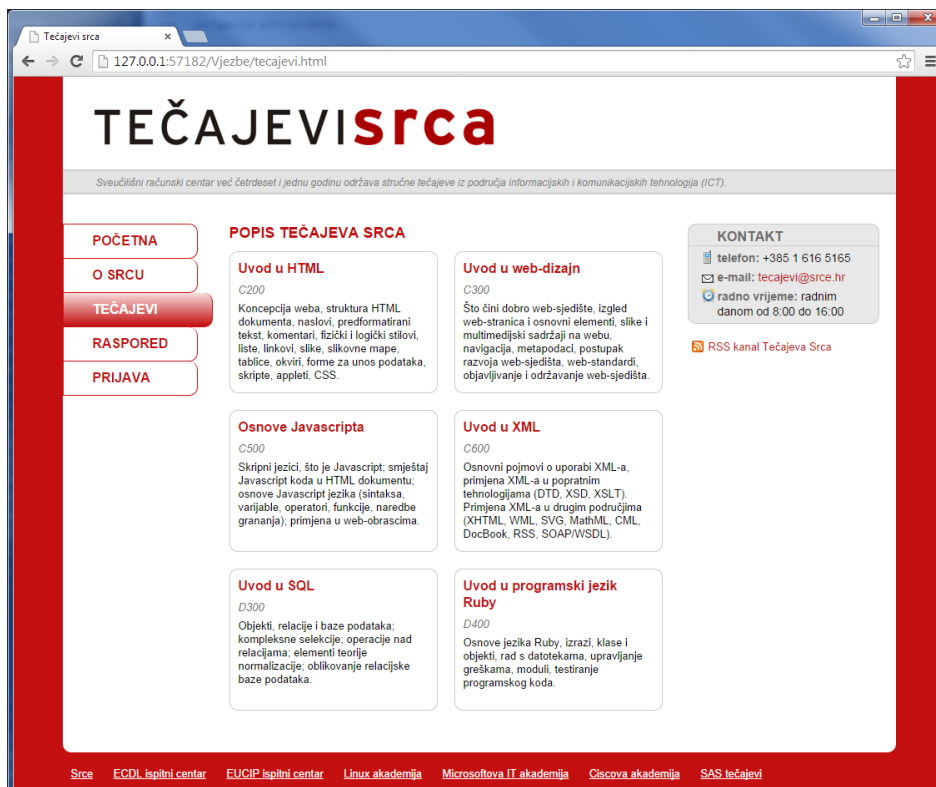 Tečajevi srca
127.0.0.1:57182/Vjezbe/tecajevi.html
TEČAJEVIsrca
Sveučilišni računski centar već četrdeset i jednu godinu održava stručne tečajeve iz područja informacijskih i komunikacijskih tehnologija (ICT).
POČETNA
O SRCU
TEČAJEVI
RASPORED
PRIJAVA
POPIS TEČAJEVA SRCA
Uvod u HTML
C200
Koncepcija weba, struktura HTML
dokumenta, naslovi, predformatirani
tekst, komentari, fizički i logički stilovi,
liste, linkovi, slike, slikovne mape,
tablice, okviri, forme za unos podataka,
skripte, appleti, CSS.
Uvod u web-dizajn
C300
Što čini dobro web-sjedište, izgled
web-stranica i osnovni elementi, slike i
multimedijski sadržaji na webu,
navigacija, metapodaci, postupak
razvoja web-sjedišta, web-standardi,
objavljivanje i održavanje web-sjedišta.
Osnove Javascripta
C500
Skripni jezici, što je Javascript; smještaj
Javascript koda u HTML dokumentu;
osnove Javascript jezika (sintaksa,
varijable, operatori, funkcije, naredbe
grananja); primjena u web-obrascima.
Uvod u XML
C600
Osnovni pojmovi o uporabi XML-a,
primjena XML-a u popratnim
tehnologijama (DTD, XSD, XSLT).
Primjena XML-a u drugim područjima
(XHTML, WML, SVG, MathML, CML,
DocBook, RSS, SOAP/WSDL).
Uvod u SQL
D300
Objekti, relacije i baze podataka;
kompleksne selekcije; operacije nad
relacijama; elementi teorije
normalizacije; oblikovanje relacijske
baze podataka.
Uvod u programski jezik
Ruby
D400
Osnove jezika Ruby, izrazi, klase i
objekti, rad s datotekama, upravljanje
greškama, moduli, testiranje
programskog koda.
KONTAKT
telefon: +385 1 616 5165
e-mail: tecajevi@srce.hr
radno vrijeme: radnim
danom od 8:00 do 16:00
RSS kanal Tečajeva Srca
Srce ECDL ispitni centar EUCIP ispitni centar Linux akademija Microsoftova IT akademija Ciscova akademija SAS tečajevi